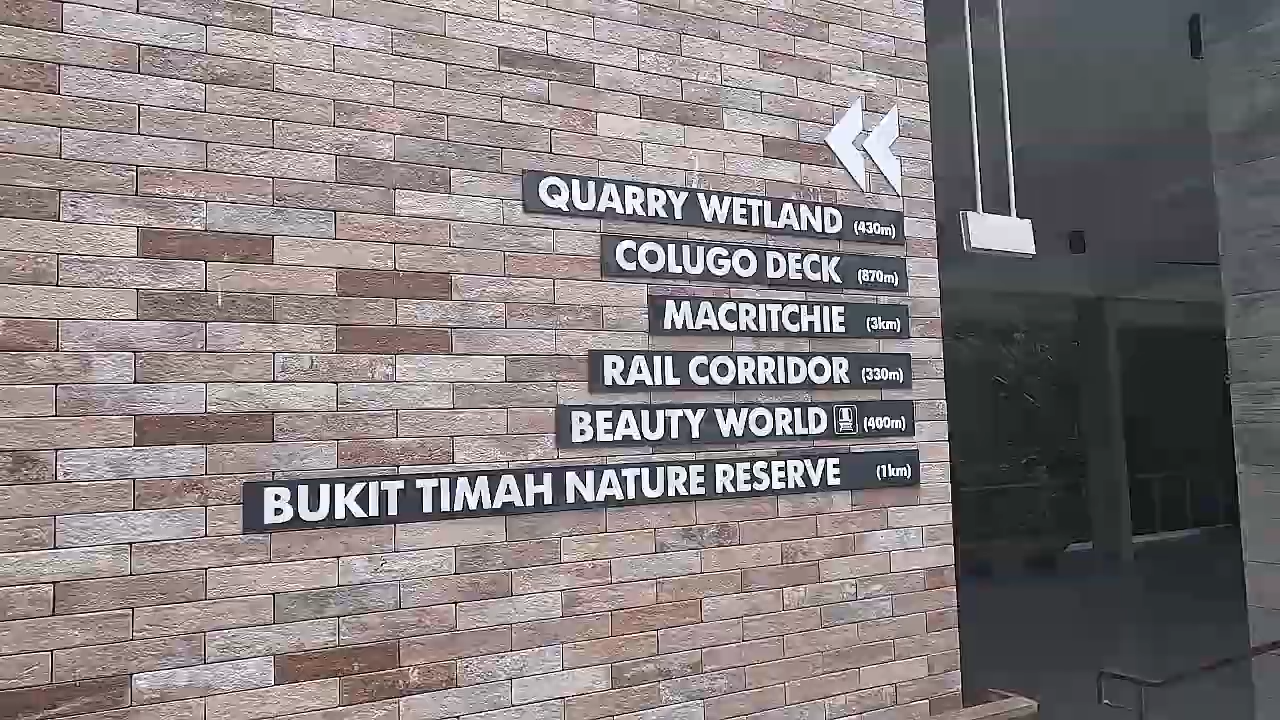 QUARRY WETLAND (430m)
COLUGO DECK (870m)
MACRITCHIE (3km)
RAIL CORRIDOR (330m)
BEAUTY WORLD (400m)
BUKIT TIMAH NATURE RESERVE (1km)